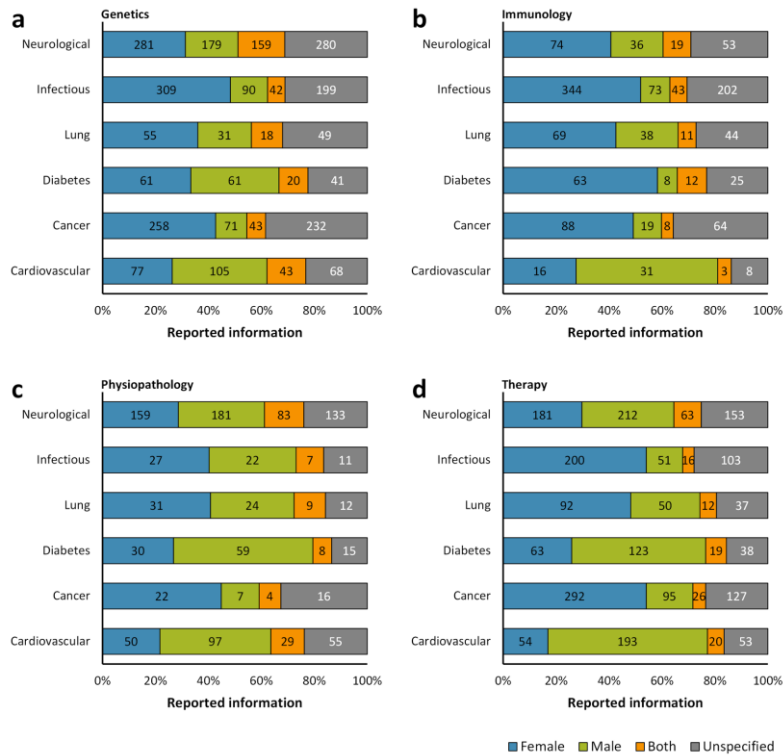 a Genetics
Neurological 281 179 159 280
Infectious 309 90 42 199
Lung 55 31 18 49
Diabetes 61 61 20 41
Cancer 258 71 43 232
Cardiovascular 77 105 43 68
0% 20% 40% 60% 80% 100%
Reported information
b Immunology
Neurological 74 36 19 53
Infectious 344 73 43 202
Lung 69 38 11 44
Diabetes 63 8 12 25
Cancer 88 19 8 64
Cardiovascular 16 31 3 8
0% 20% 40% 60% 80% 100%
Reported information
c Physiopathology
Neurological 159 181 83 133
Infectious 27 22 7 11
Lung 31 24 9 12
Diabetes 30 59 8 15
Cancer 22 7 4 16
Cardiovascular 50 97 29 55
0% 20% 40% 60% 80% 100%
Reported information
d Therapy
Neurological 181 212 63 153
Infectious 200 51 16 103
Lung 92 50 12 37
Diabetes 63 123 19 38
Cancer 292 95 26 127
Cardiovascular 54 193 20 53
0% 20% 40% 60% 80% 100%
Reported information
Female Male Both Unspecified